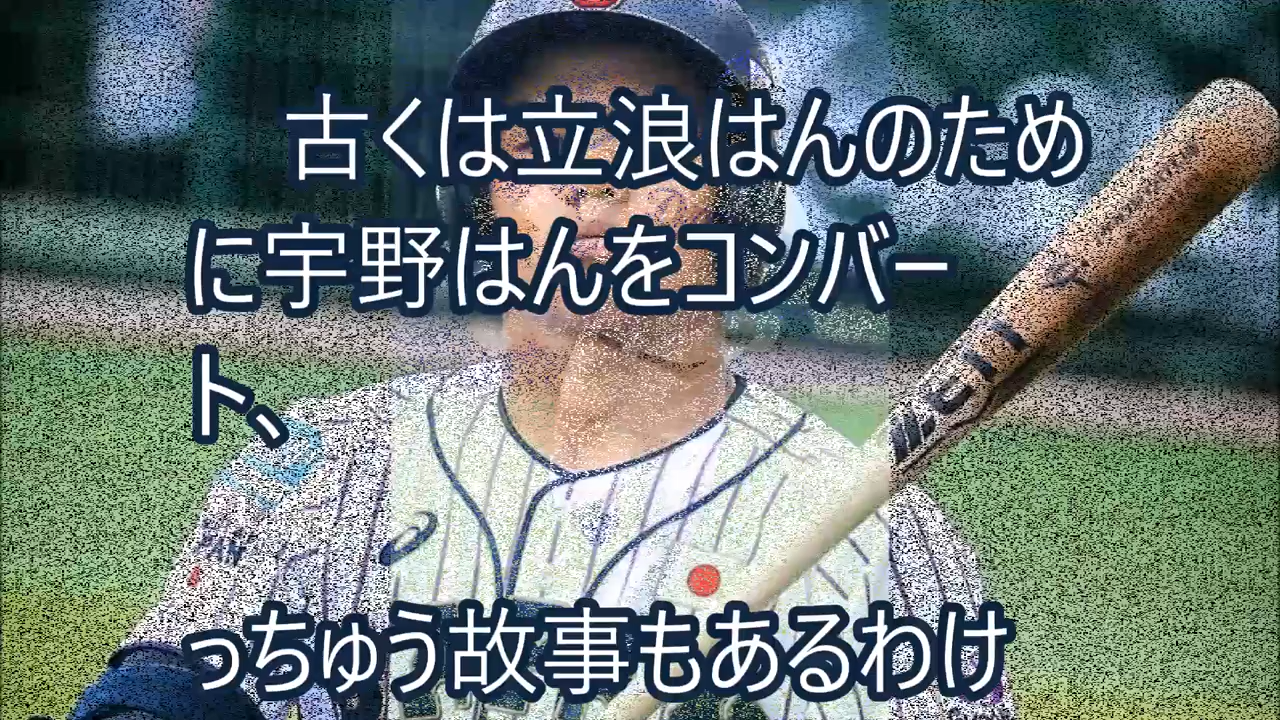 古くは立浪はんのため
に宇野はんをコンバー
ト、
っちゅう故事もあるわけ